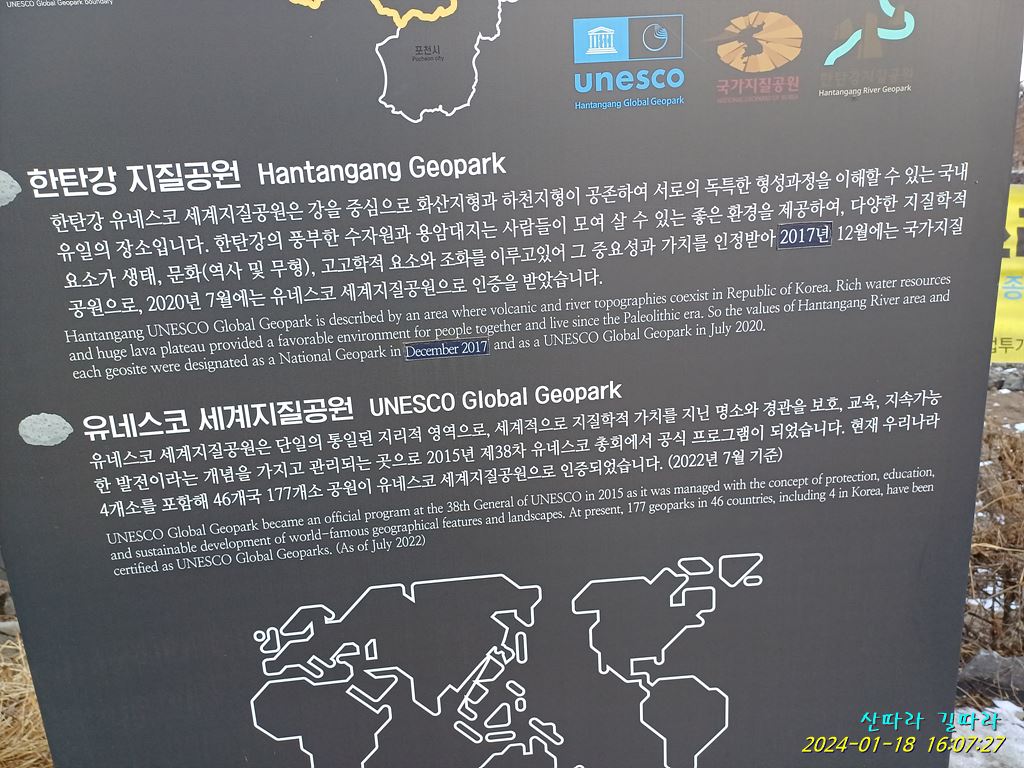 UNESCO Global Geopark boundary
포천시
Pocheon city
unesco
Hantangang Global Geopark
국가지질공원
NATIONAL GEOPARK OF KOREA
한탄강지질공원
Hantangang River Geopark
한탄강 지질공원 Hantangang Geopark
한탄강 유네스코 세계지질공원은 강을 중심으로 화산지형과 하천지형이 공존하여 서로의 독특한 형성과정을 이해할 수 있는 국내
유일의 장소입니다. 한탄강의 풍부한 수자원과 용암대지는 사람들이 모여 살 수 있는 좋은 환경을 제공하여, 다양한 지질학적
요소가 생태, 문화(역사 및 무형), 고고학적 요소와 조화를 이루고있어 그 중요성과 가치를 인정받아 2017년 12월에는 국가지질
공원으로, 2020년 7월에는 유네스코 세계지질공원으로 인증을 받았습니다.
Hantangang UNESCO Global Geopark is described by an area where volcanic and river topographies coexist in Republic of Korea. Rich water resources
and huge lava plateau provided a favorable environment for people together and live since the Paleolithic era. So the values of Hantangang River area and
each geosite were designated as a National Geopark in December 2017 and as a UNESCO Global Geopark in July 2020.
유네스코 세계지질공원 UNESCO Global Geopark
유네스코 세계지질공원은 단일의 통일된 지리적 영역으로, 세계적으로 지질학적 가치를 지닌 명소와 경관을 보호, 교육, 지속가능
한 발전이라는 개념을 가지고 관리되는 곳으로 2015년 제38차 유네스코 총회에서 공식 프로그램이 되었습니다. 현재 우리나라
4개소를 포함해 46개국 177개소 공원이 유네스코 세계지질공원으로 인증되었습니다. (2022년 7월 기준)
UNESCO Global Geopark became an official program at the 38th General of UNESCO in 2015 as it was managed with the concept of protection, education,
and sustainable development of world-famous geographical features and landscapes. At present, 177 geoparks in 46 countries, including 4 in Korea, have been
certified as UNESCO Global Geoparks. (As of July 2022)
산따라 길따라
2024-01-18 16:07:27